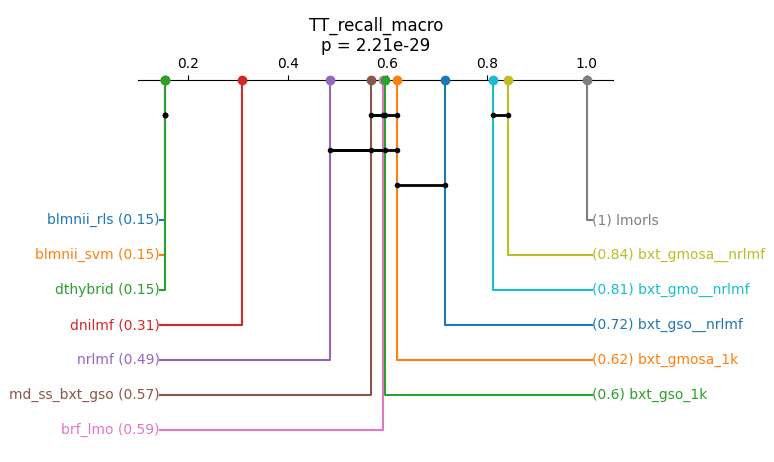 TT_recall_macro
p = 2.21e-29
0.2 0.4 0.6 0.8 1.0
blmnii_rls (0.15)
(1) lmorls
blmnii_svm (0.15)
(0.84) bxt_gmosa__nrlmf
dthybrid (0.15)
(0.81) bxt_gmo__nrlmf
dnilmf (0.31)
(0.72) bxt_gso__nrlmf
nrlmf (0.49)
(0.62) bxt_gmosa_1k
md_ss_bxt_gso (0.57)
(0.6) bxt_gso_1k
brf_lmo (0.59)